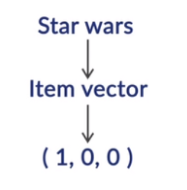 Star wars
Item vector
( 1, 0, 0 )